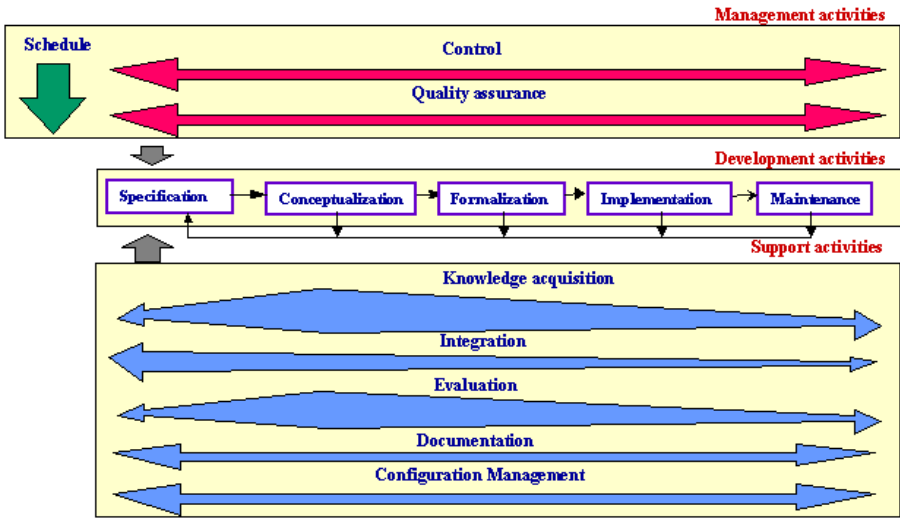 Management activities
Schedule
Control
Quality assurance
Development activities
Specification
Conceptualization
Formalization
Implementation
Maintenance
Support activities
Knowledge acquisition
Integration
Evaluation
Documentation
Configuration Management